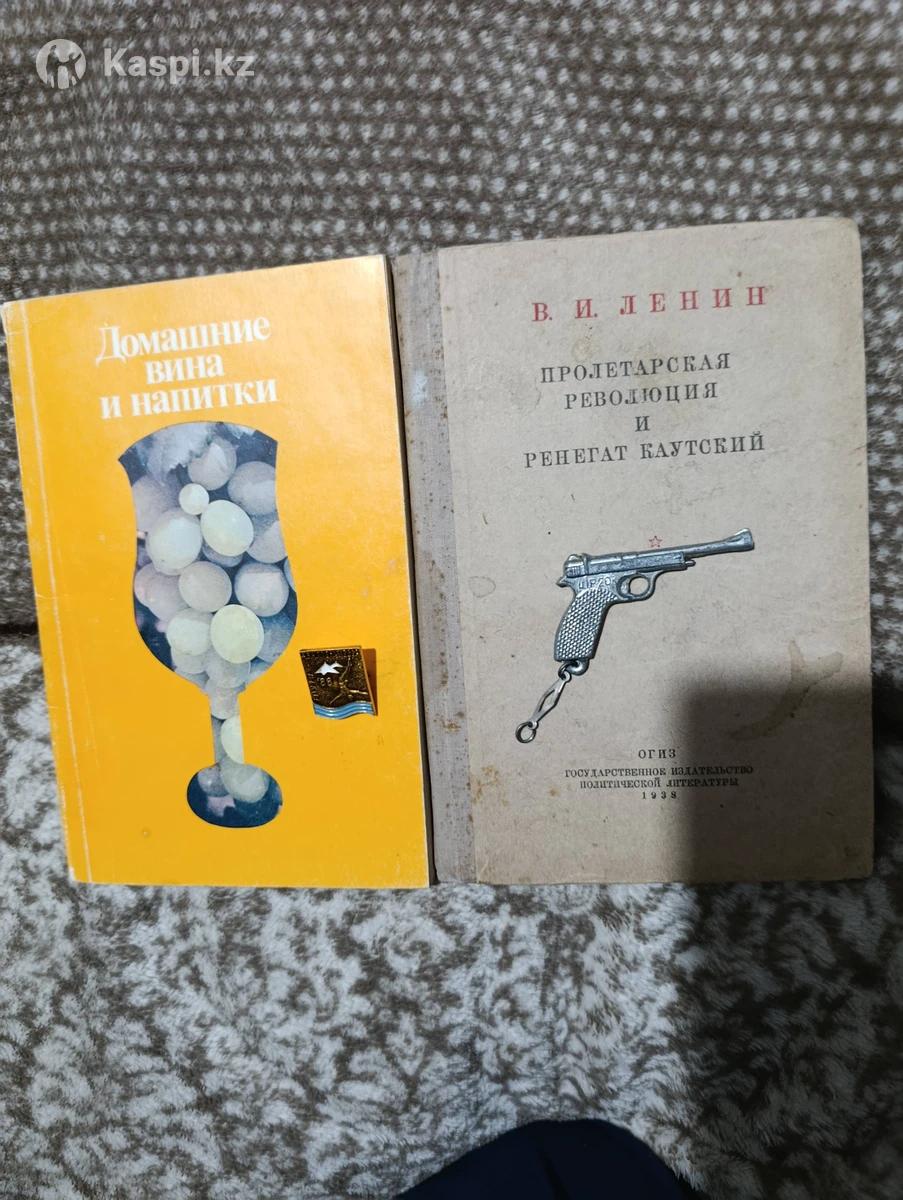 Kaspi.kz
Домашние
вина
и напитки
В. И. ЛЕНИН
ПРОЛЕТАРСКАЯ
РЕВОЛЮЦИЯ
И
РЕНЕГАТ КАУТСКИЙ
ОГИЗ
ГОСУДАРСТВЕННОЕ ИЗДАТЕЛЬСТВО
ПОЛИТИЧЕСКОЙ ЛИТЕРАТУРЫ
1938